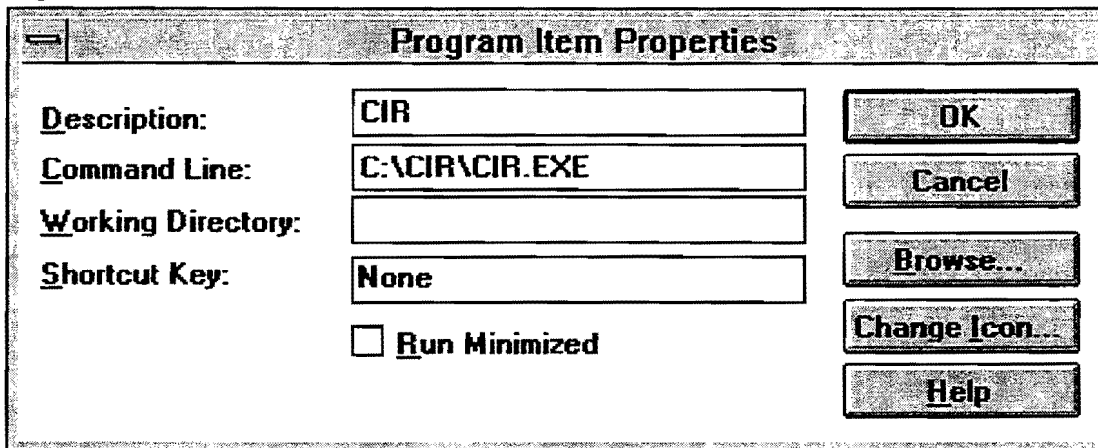 Program Item Properties
Description: CIR
Command Line: C:\CIR\CIR.EXE
Working Directory:
Shortcut Key: None
Run Minimized
OK
Cancel
Browse...
Change Icon...
Help